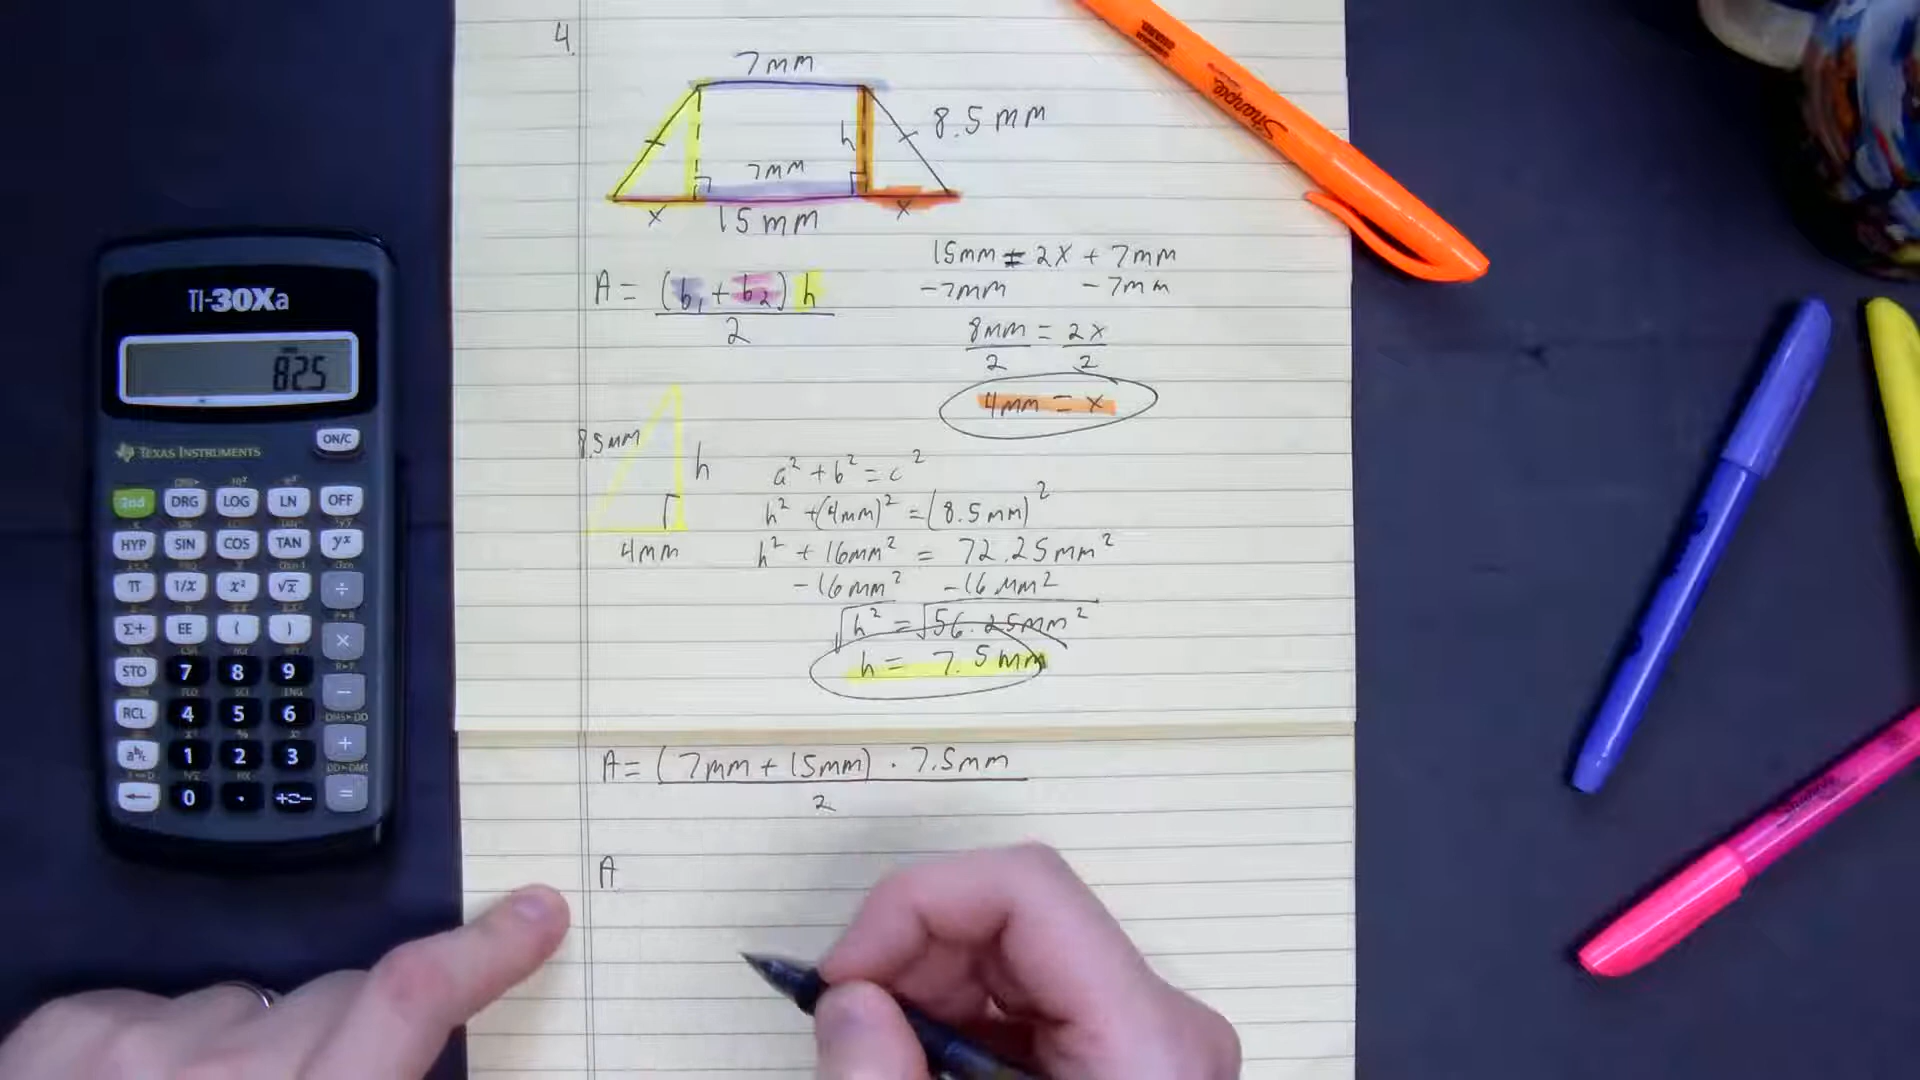 4.
7mm
8.5mm
h
7mm
x
15mm
x
15mm = 2x + 7mm
-7mm -7mm
A = (b₁ + b₂) h
2
8mm = 2x
2 2
4mm = x
8.5mm
h
4mm
a² + b² = c²
h² + (4mm)² = (8.5mm)²
h² + 16mm² = 72.25mm²
-16mm² -16mm²
√h² = √56.25mm²
h = 7.5mm
A = (7mm + 15mm) · 7.5mm
2
A
TI-30Xa
82.5
TEXAS INSTRUMENTS
ON/C
2nd DRG LOG LN OFF
HYP SIN COS TAN yˣ
π 1/x x² √x ÷
Σ+ EE ( ) ×
STO 7 8 9 −
RCL 4 5 6 +
a b/c 1 2 3 =
← 0 . +⇄−
Sharpie